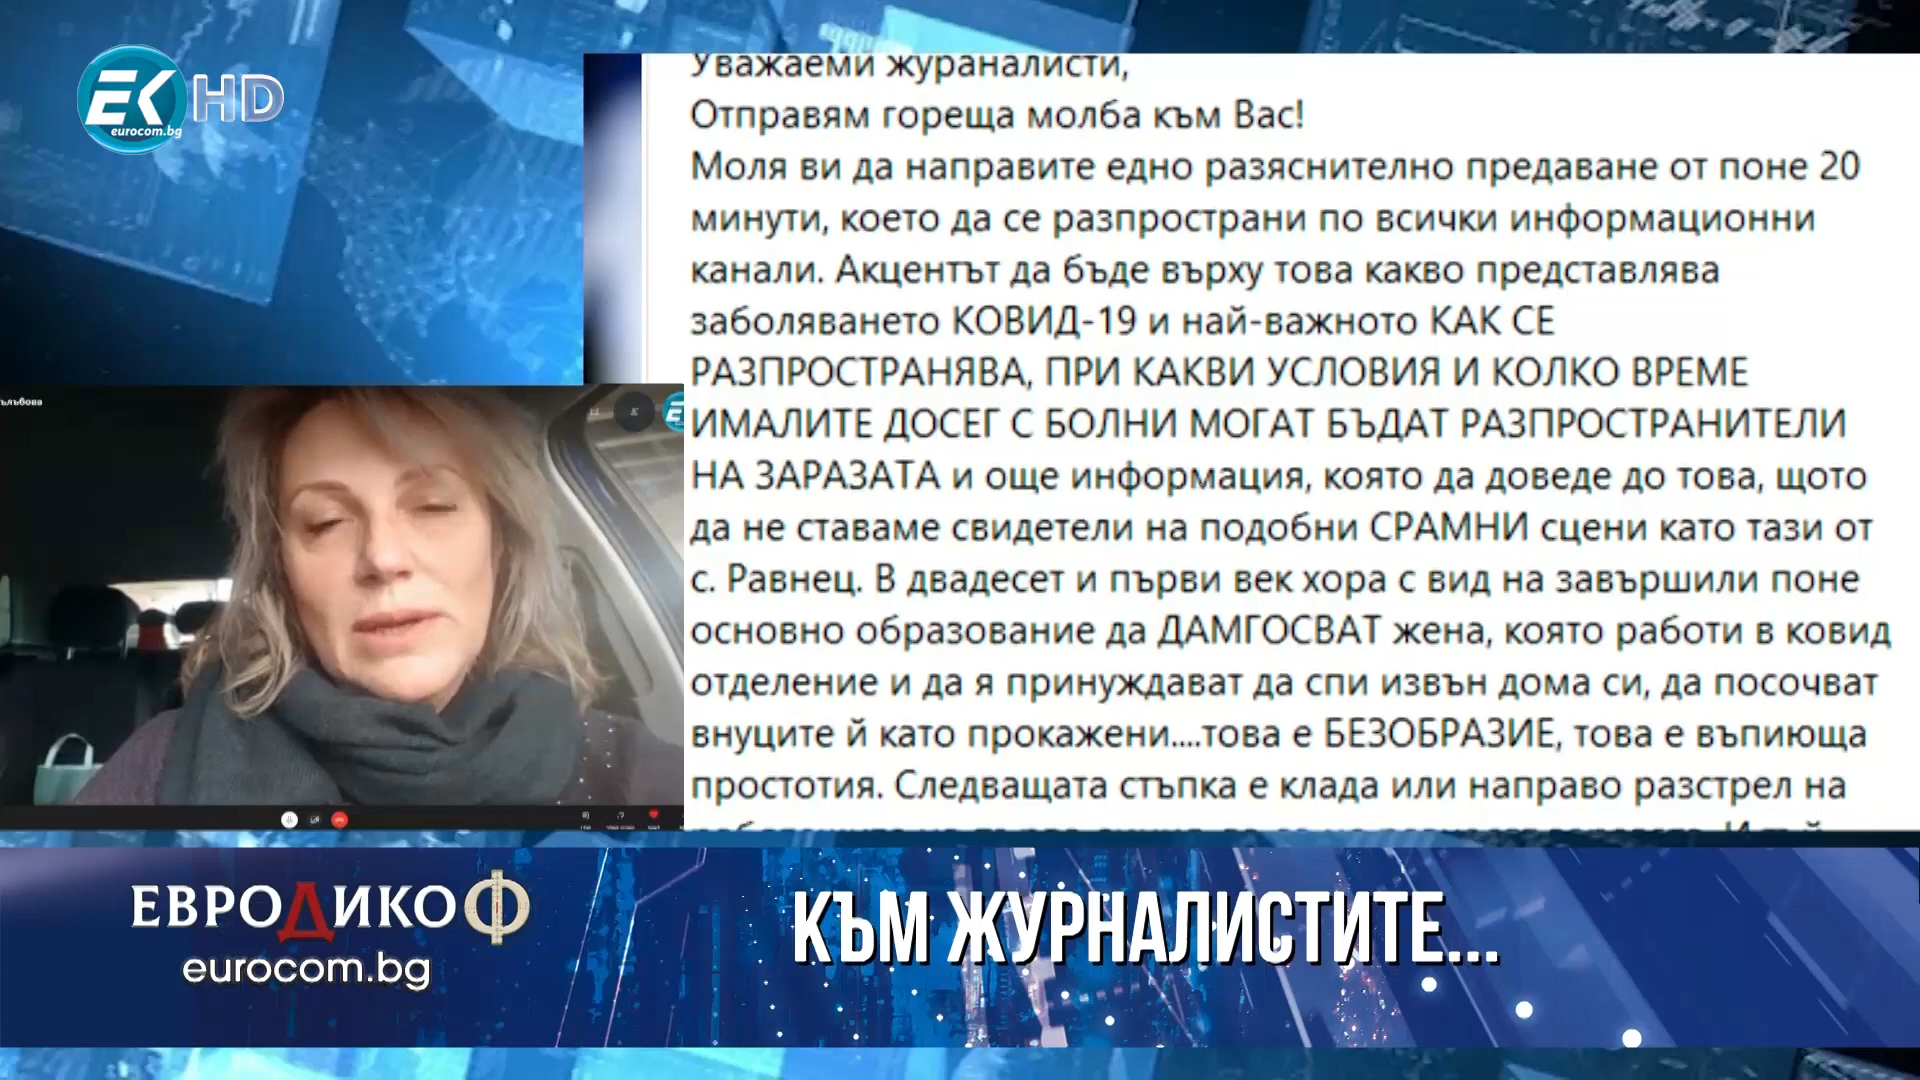 EK HD
eurocom.bg
Уважаеми жураналисти,
Отправям гореща молба към Вас!
Моля ви да направите едно разяснително предаване от поне 20
минути, което да се разпространи по всички информационни
канали. Акцентът да бъде върху това какво представлява
заболяването КОВИД-19 и най-важното КАК СЕ
РАЗПРОСТРАНЯВА, ПРИ КАКВИ УСЛОВИЯ И КОЛКО ВРЕМЕ
ИМАЛИТЕ ДОСЕГ С БОЛНИ МОГАТ БЪДАТ РАЗПРОСТРАНИТЕЛИ
НА ЗАРАЗАТА и още информация, която да доведе до това, щото
да не ставаме свидетели на подобни СРАМНИ сцени като тази от
с. Равнец. В двадесет и първи век хора с вид на завършили поне
основно образование да ДАМГОСВАТ жена, която работи в ковид
отделение и да я принуждават да спи извън дома си, да посочват
внуците й като прокажени....това е БЕЗОБРАЗИЕ, това е въпиюща
простотия. Следващата стъпка е клада или направо разстрел на
ЕВРОДИКОФ
eurocom.bg
КЪМ ЖУРНАЛИСТИТЕ...